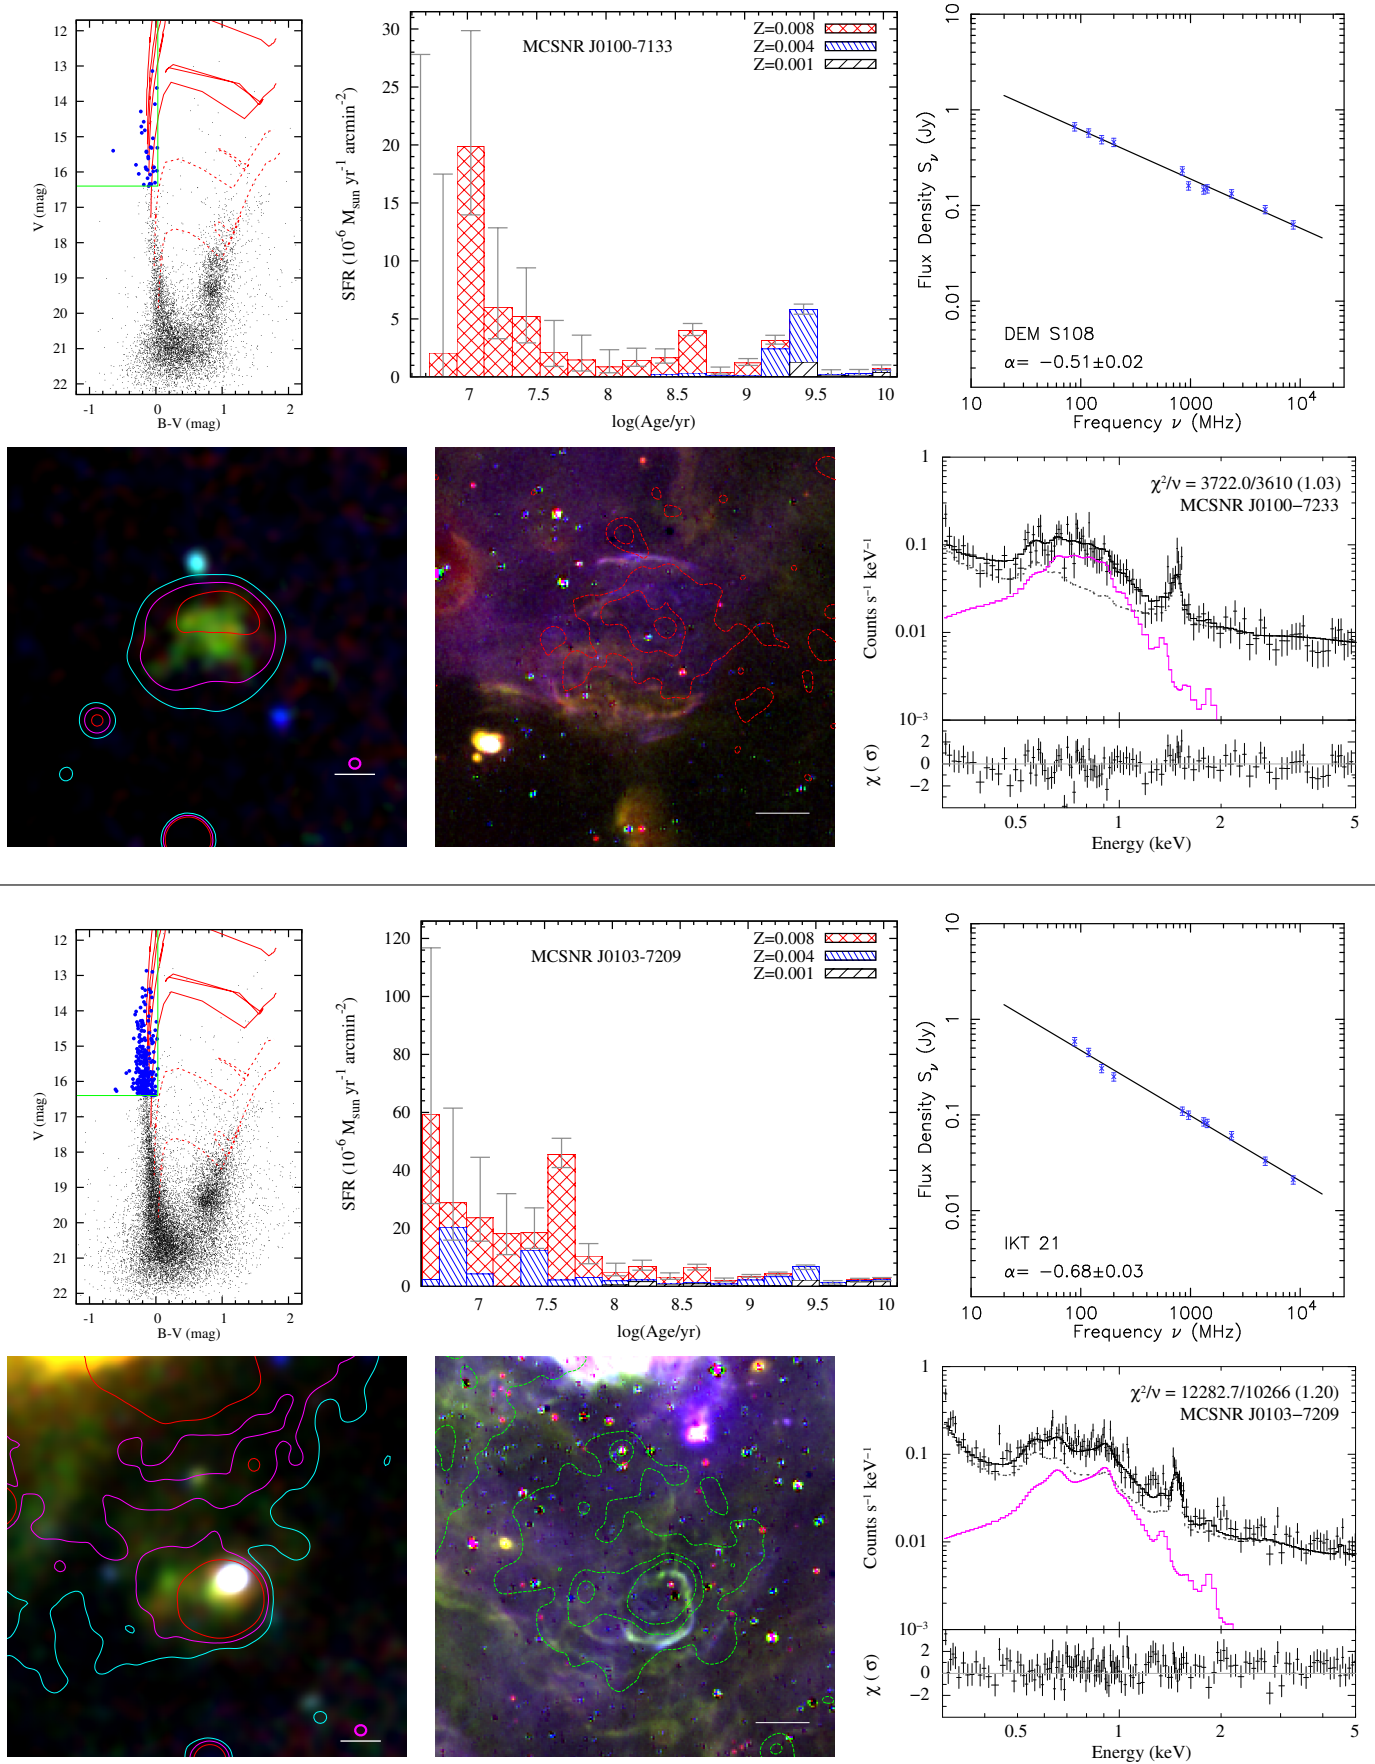 12
13
14
15
16
17
18
19
20
21
22
V (mag)
-1
0
1
2
B-V (mag)
30
25
20
15
10
5
0
SFR (10⁻⁶ M_sun yr⁻¹ arcmin⁻²)
MCSNR J0100-7133
Z=0.008
Z=0.004
Z=0.001
7
7.5
8
8.5
9
9.5
10
log(Age/yr)
10
1
0.1
0.01
Flux Density S_ν (Jy)
DEM S108
α= −0.51±0.02
10
100
1000
10⁴
Frequency ν (MHz)
χ²/ν = 3722.0/3610 (1.03)
MCSNR J0100−7233
1
0.1
0.01
10⁻³
Counts s⁻¹ keV⁻¹
2
0
−2
χ (σ)
0.5
1
2
5
Energy (keV)
12
13
14
15
16
17
18
19
20
21
22
V (mag)
-1
0
1
2
B-V (mag)
120
100
80
60
40
20
0
SFR (10⁻⁶ M_sun yr⁻¹ arcmin⁻²)
MCSNR J0103-7209
Z=0.008
Z=0.004
Z=0.001
7
7.5
8
8.5
9
9.5
10
log(Age/yr)
10
1
0.1
0.01
Flux Density S_ν (Jy)
IKT 21
α= −0.68±0.03
10
100
1000
10⁴
Frequency ν (MHz)
χ²/ν = 12282.7/10266 (1.20)
MCSNR J0103−7209
1
0.1
0.01
10⁻³
Counts s⁻¹ keV⁻¹
2
0
−2
χ (σ)
0.5
1
2
5
Energy (keV)